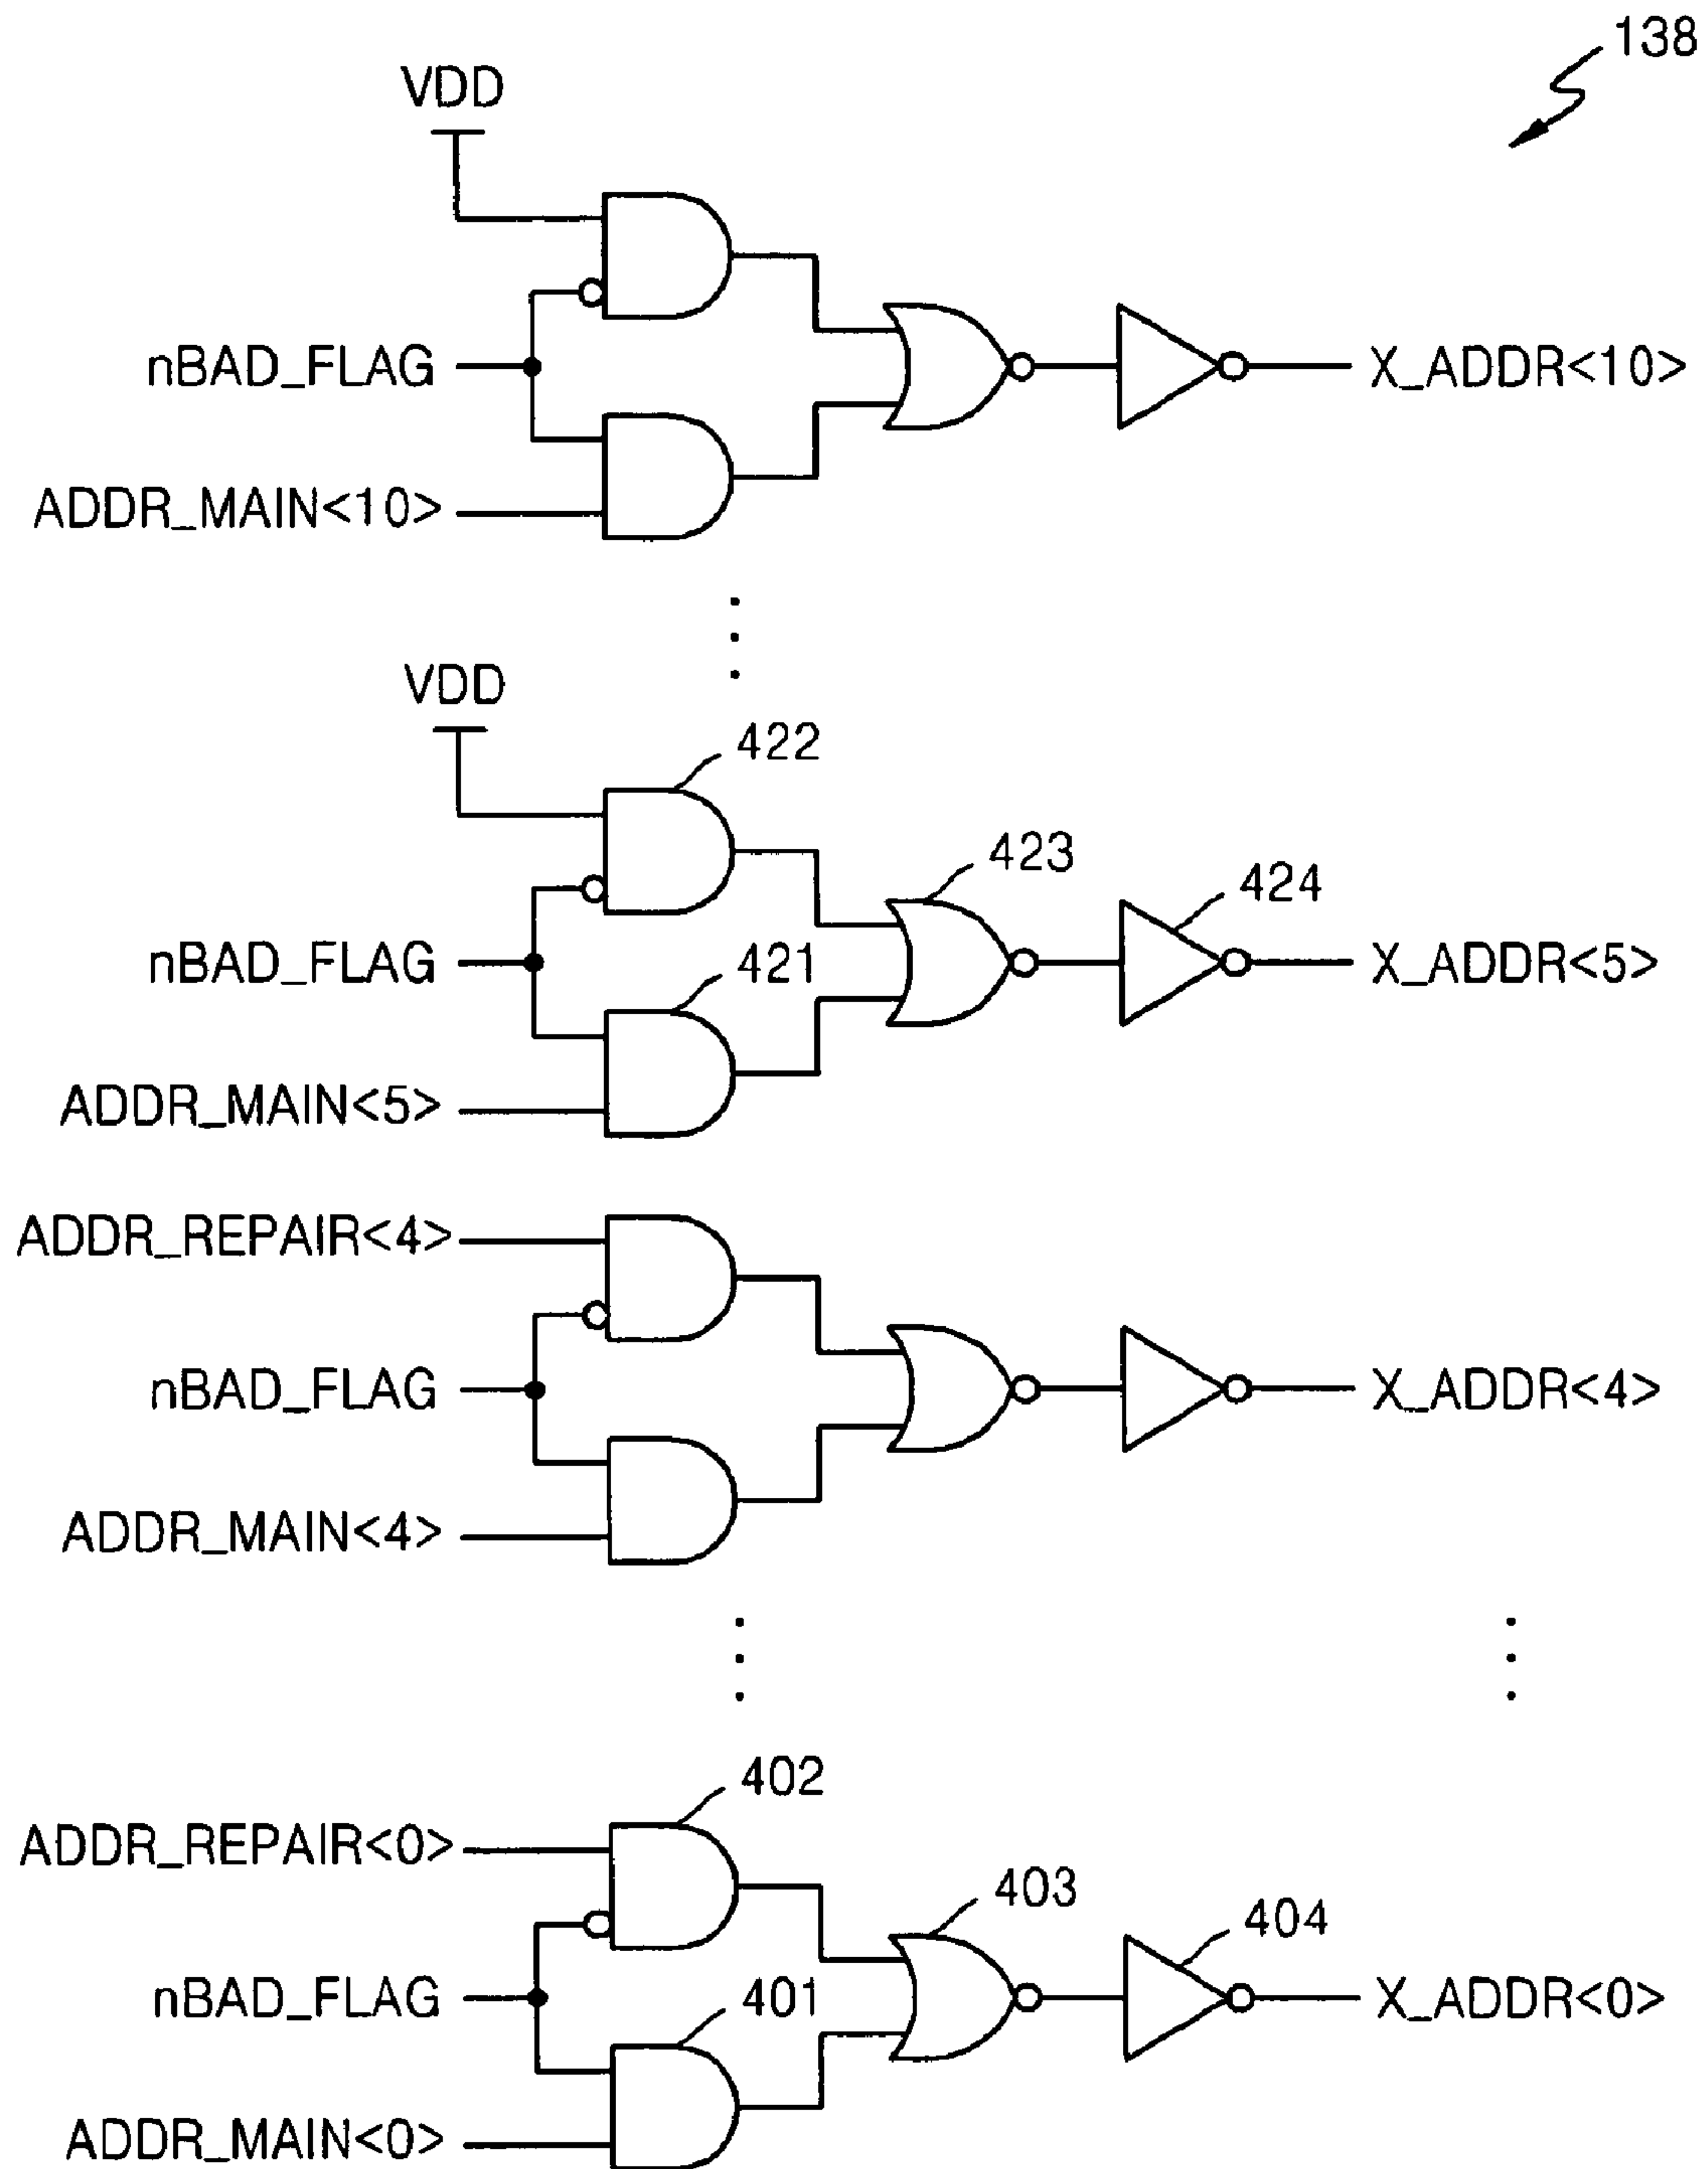 138
VDD
nBAD_FLAG
X_ADDR<10>
ADDR_MAIN<10>
VDD
422
423
424
nBAD_FLAG
421
X_ADDR<5>
ADDR_MAIN<5>
ADDR_REPAIR<4>
nBAD_FLAG
X_ADDR<4>
ADDR_MAIN<4>
402
ADDR_REPAIR<0>
403
404
nBAD_FLAG
401
X_ADDR<0>
ADDR_MAIN<0>